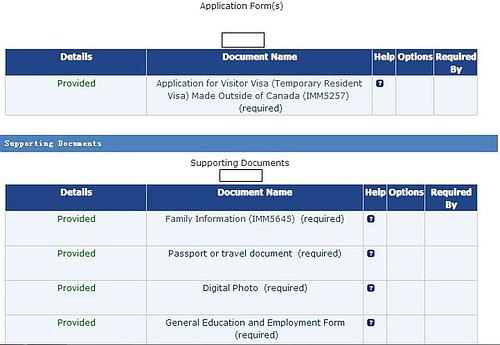 Application Form(s)
Details Document Name Help Options Required
By
Provided Application for Visitor Visa (Temporary Resident ?
Visa) Made Outside of Canada (IMM5257)
(required)
Supporting Documents
Supporting Documents
Details Document Name Help Options Required
By
Provided Family Information (IMM5645) (required) ?
Provided Passport or travel document (required) ?
Provided Digital Photo (required) ?
Provided General Education and Employment Form ?
(required)